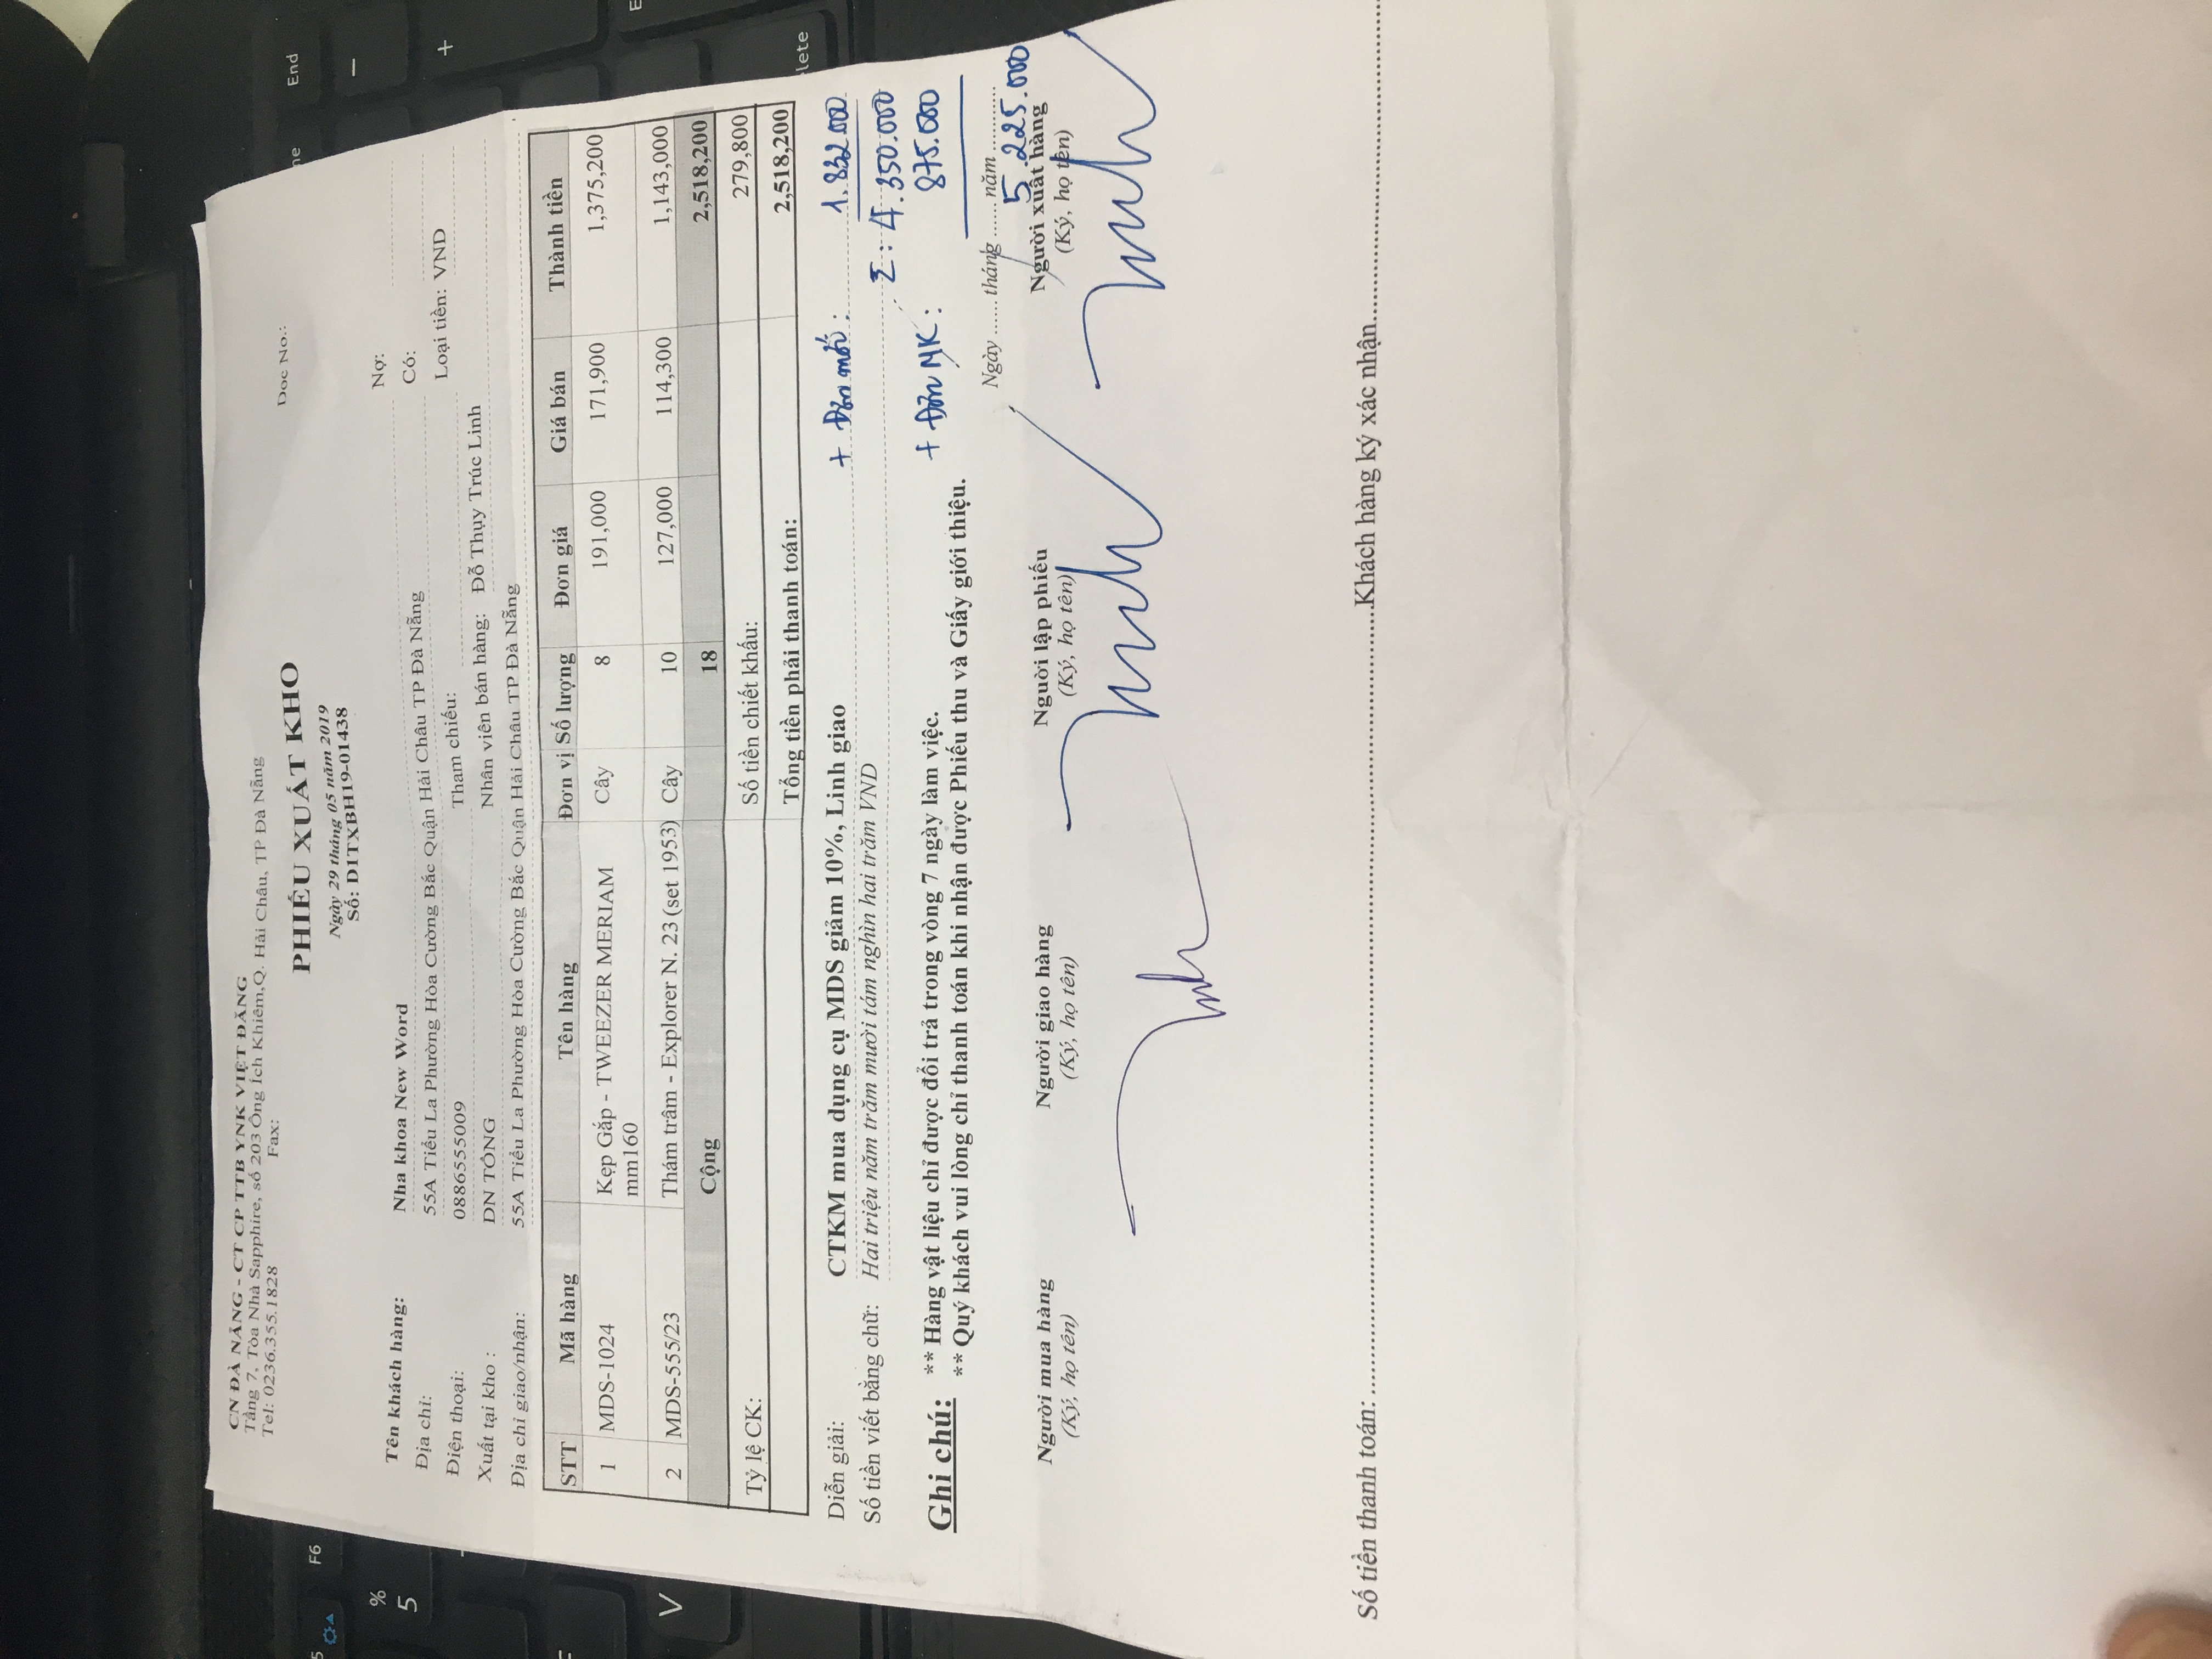 CN ĐÀ NẴNG - CT CP TTB YNK VIỆT ĐĂNG
Tầng 7, Tòa Nhà Sapphire, số 203 Ông Ích Khiêm,Q. Hải Châu, TP Đà Nẵng
Tel: 0236.355.1828 Fax:
Doc No.:
PHIẾU XUẤT KHO
Ngày 29 tháng 05 năm 2019
Số: D1TXBH19-01438
Nợ:
Tên khách hàng: Nha khoa New Word
Có:
Địa chỉ: 55A Tiểu La Phường Hòa Cường Bắc Quận Hải Châu TP Đà Nẵng
Điện thoại: 0886555009 Tham chiếu: Loại tiền: VND
Xuất tại kho : DN TỔNG Nhân viên bán hàng: Đỗ Thụy Trúc Linh
Địa chỉ giao/nhận: 55A Tiểu La Phường Hòa Cường Bắc Quận Hải Châu TP Đà Nẵng
STT Mã hàng Tên hàng Đơn vị Số lượng Đơn giá Giá bán Thành tiền
1 MDS-1024 Kẹp Gắp - TWEEZER MERIAM Cây 8 191,000 171,900 1,375,200
mm160
2 MDS-555/23 Thám trâm - Explorer N. 23 (set 1953) Cây 10 127,000 114,300 1,143,000
Cộng 18 2,518,200
Tỷ lệ CK: Số tiền chiết khấu: 279,800
Tổng tiền phải thanh toán: 2,518,200
Diễn giải: CTKM mua dụng cụ MDS giảm 10%, Linh giao + Đơn mới: 1.832.000
Số tiền viết bằng chữ: Hai triệu năm trăm mười tám nghìn hai trăm VND Σ: 4.350.000
Ghi chú: ** Hàng vật liệu chỉ được đổi trả trong vòng 7 ngày làm việc. + Đơn NK: 875.000
** Quý khách vui lòng chỉ thanh toán khi nhận được Phiếu thu và Giấy giới thiệu.
Ngày ...... tháng ...... năm ...........
5.225.000
Người mua hàng Người giao hàng Người lập phiếu Người xuất hàng
(Ký, họ tên) (Ký, họ tên) (Ký, họ tên) (Ký, họ tên)
Số tiền thanh toán: ..........Khách hàng ký xác nhận..........
End
F6
%
5
V